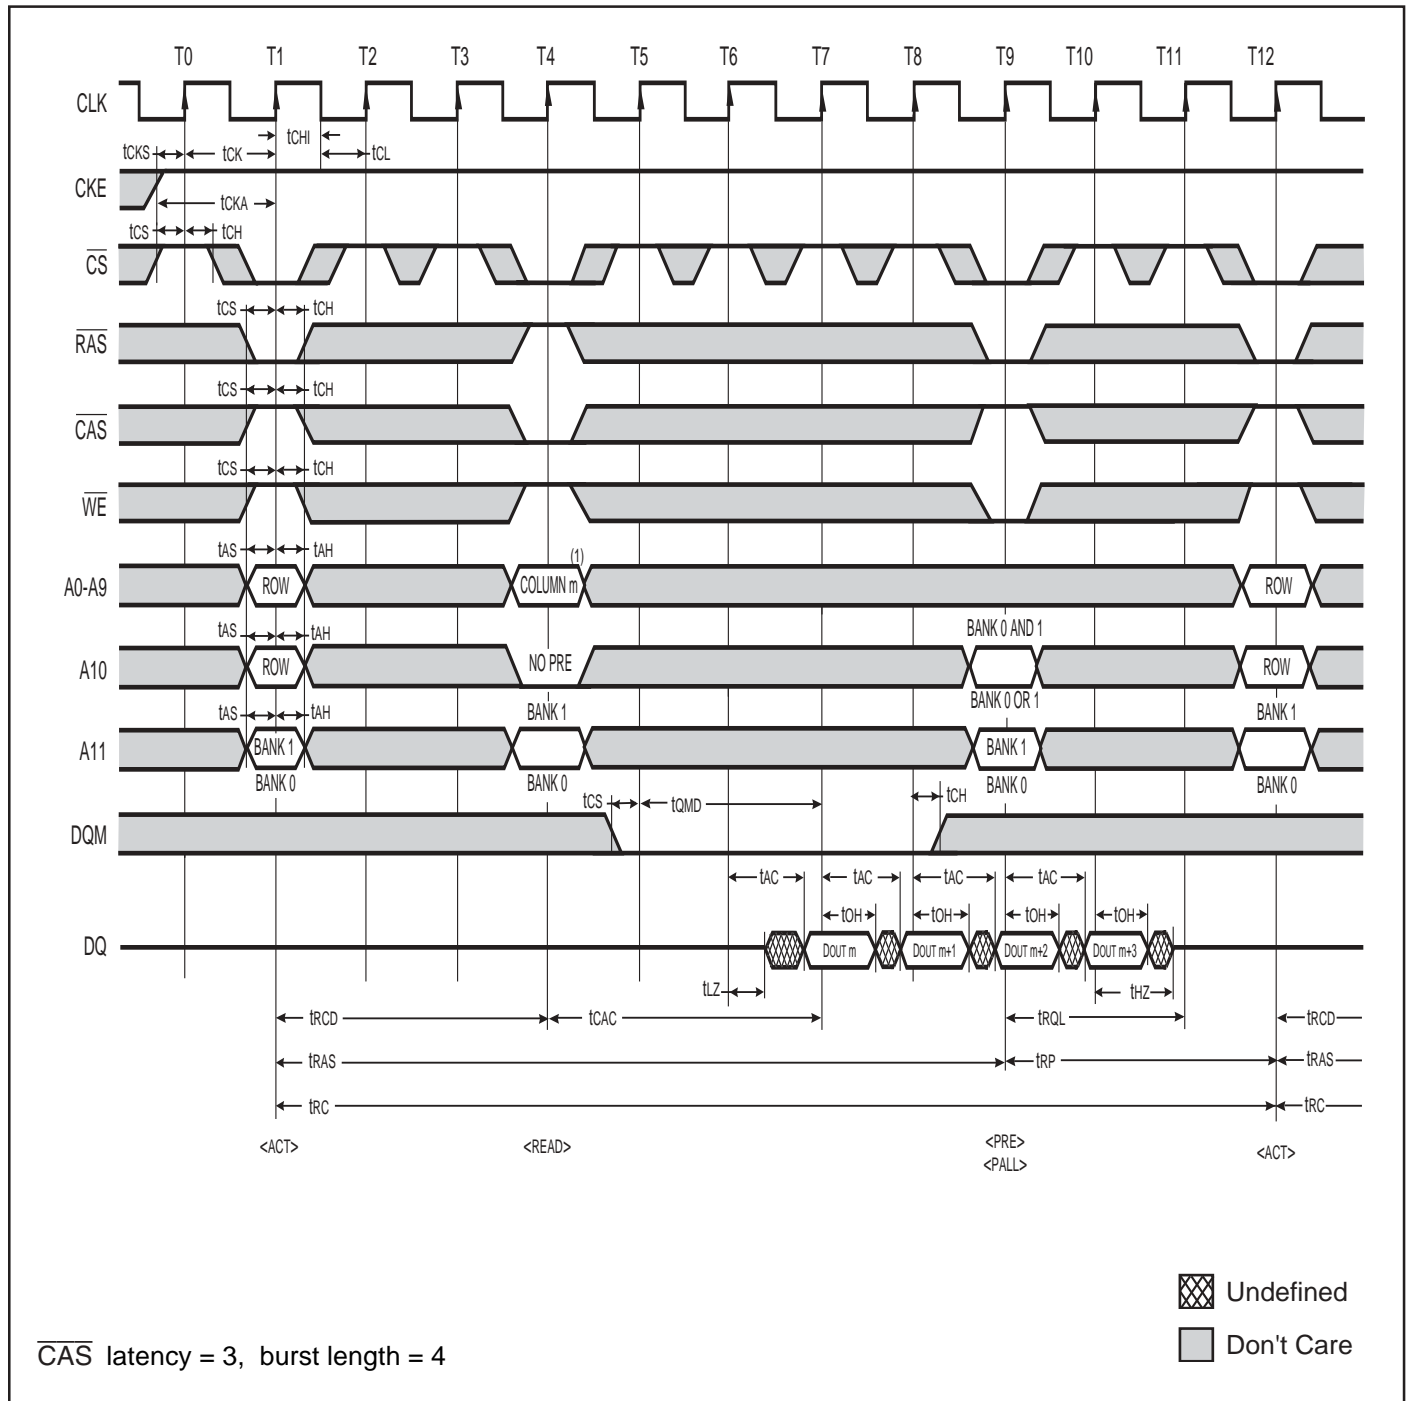 T0 T1 T2 T3 T4 T5 T6 T7 T8 T9 T10 T11 T12
CLK
tCHI
tCKS tCK tCL
CKE
tCKA
tCS tCH
CS
tCS tCH
RAS
tCS tCH
CAS
tCS tCH
WE
tAS tAH (1)
A0-A9 ROW COLUMN m ROW
tAS tAH BANK 0 AND 1
A10 ROW NO PRE ROW
BANK 0 OR 1
tAS tAH BANK 1 BANK 1
A11 BANK 1 BANK 1
BANK 0 BANK 0 BANK 0 BANK 0
tCS tQMD tCH
DQM
tAC tAC tAC tAC
tOH tOH tOH tOH
DQ DOUT m DOUT m+1 DOUT m+2 DOUT m+3
tLZ tHZ
tRCD tCAC tRQL tRCD
tRAS tRP tRAS
tRC tRC
<ACT> <READ> <PRE> <ACT>
<PALL>
Undefined
Don't Care
CAS latency = 3, burst length = 4